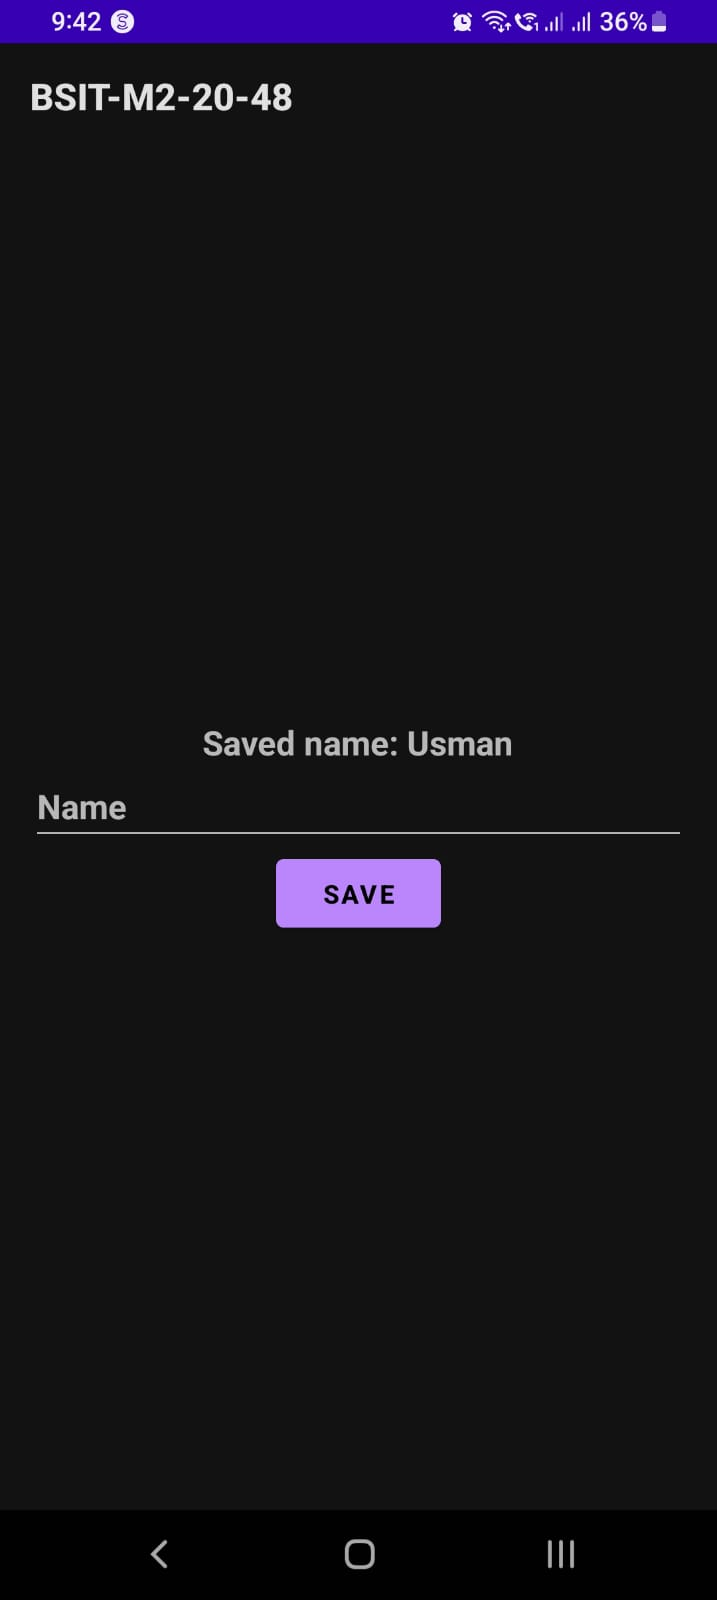 9:42 36%
BSIT-M2-20-48
Saved name: Usman
Name
SAVE